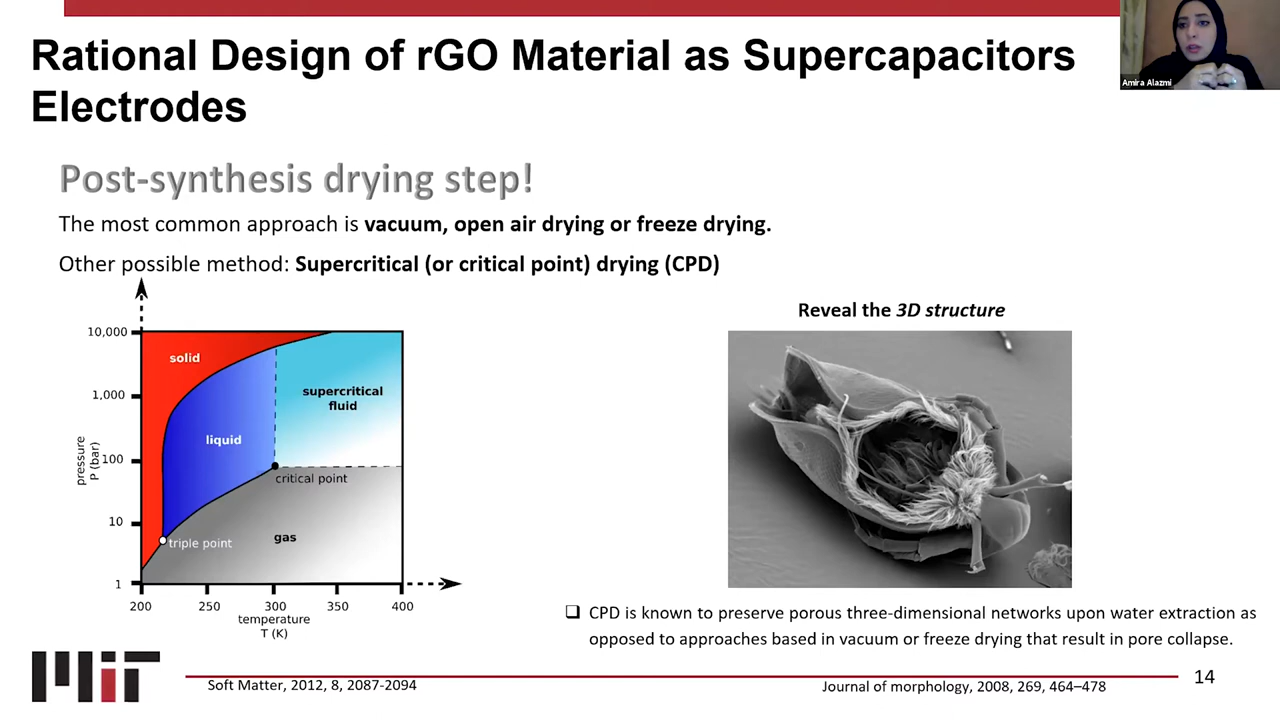 Rational Design of rGO Material as Supercapacitors
Electrodes
Amira Alazmi
Post-synthesis drying step!
The most common approach is vacuum, open air drying or freeze drying.
Other possible method: Supercritical (or critical point) drying (CPD)
10,000
1,000
100
10
1
pressure
P (bar)
solid
liquid
supercritical
fluid
critical point
triple point
gas
200
250
300
350
400
temperature
T (K)
Reveal the 3D structure
❑ CPD is known to preserve porous three-dimensional networks upon water extraction as
opposed to approaches based in vacuum or freeze drying that result in pore collapse.
MIT
Soft Matter, 2012, 8, 2087-2094
Journal of morphology, 2008, 269, 464–478
14